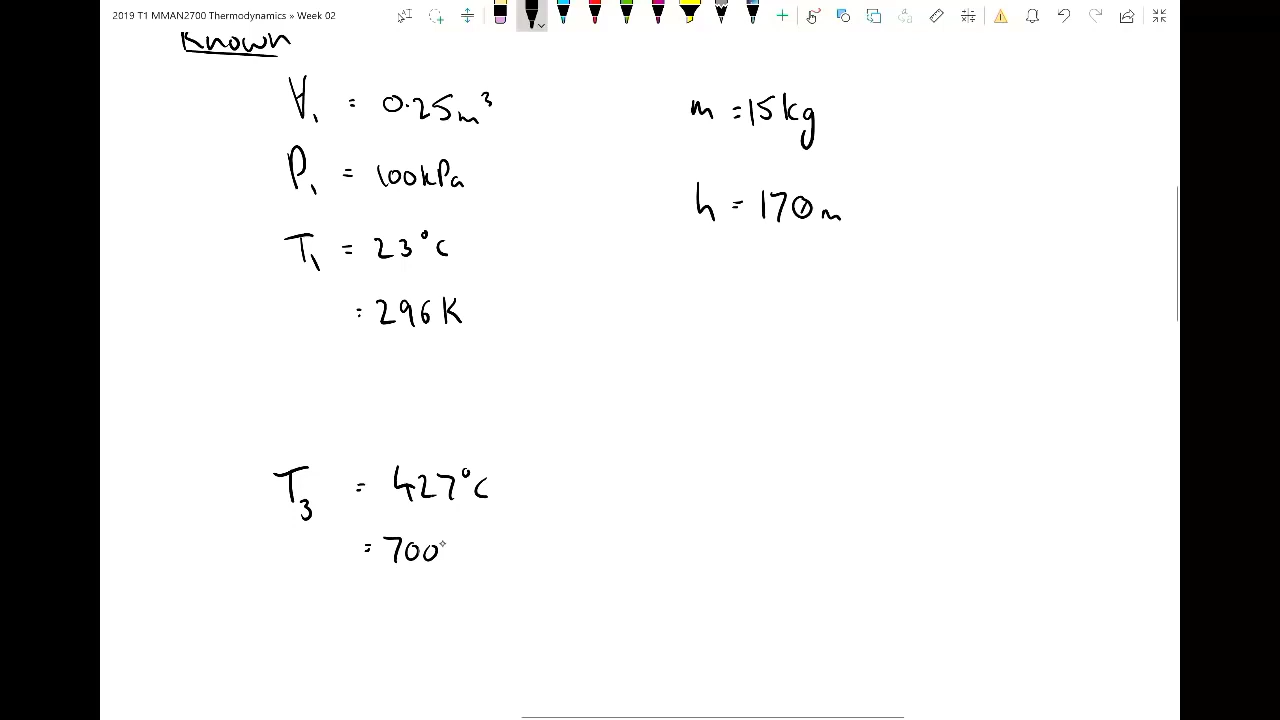 2019 T1 MMAN2700 Thermodynamics » Week 02
Known
V₁ = 0.25m³
P₁ = 100kPa
T₁ = 23°C
= 296K
m = 15kg
h = 170m
T₃ = 427°C
= 700